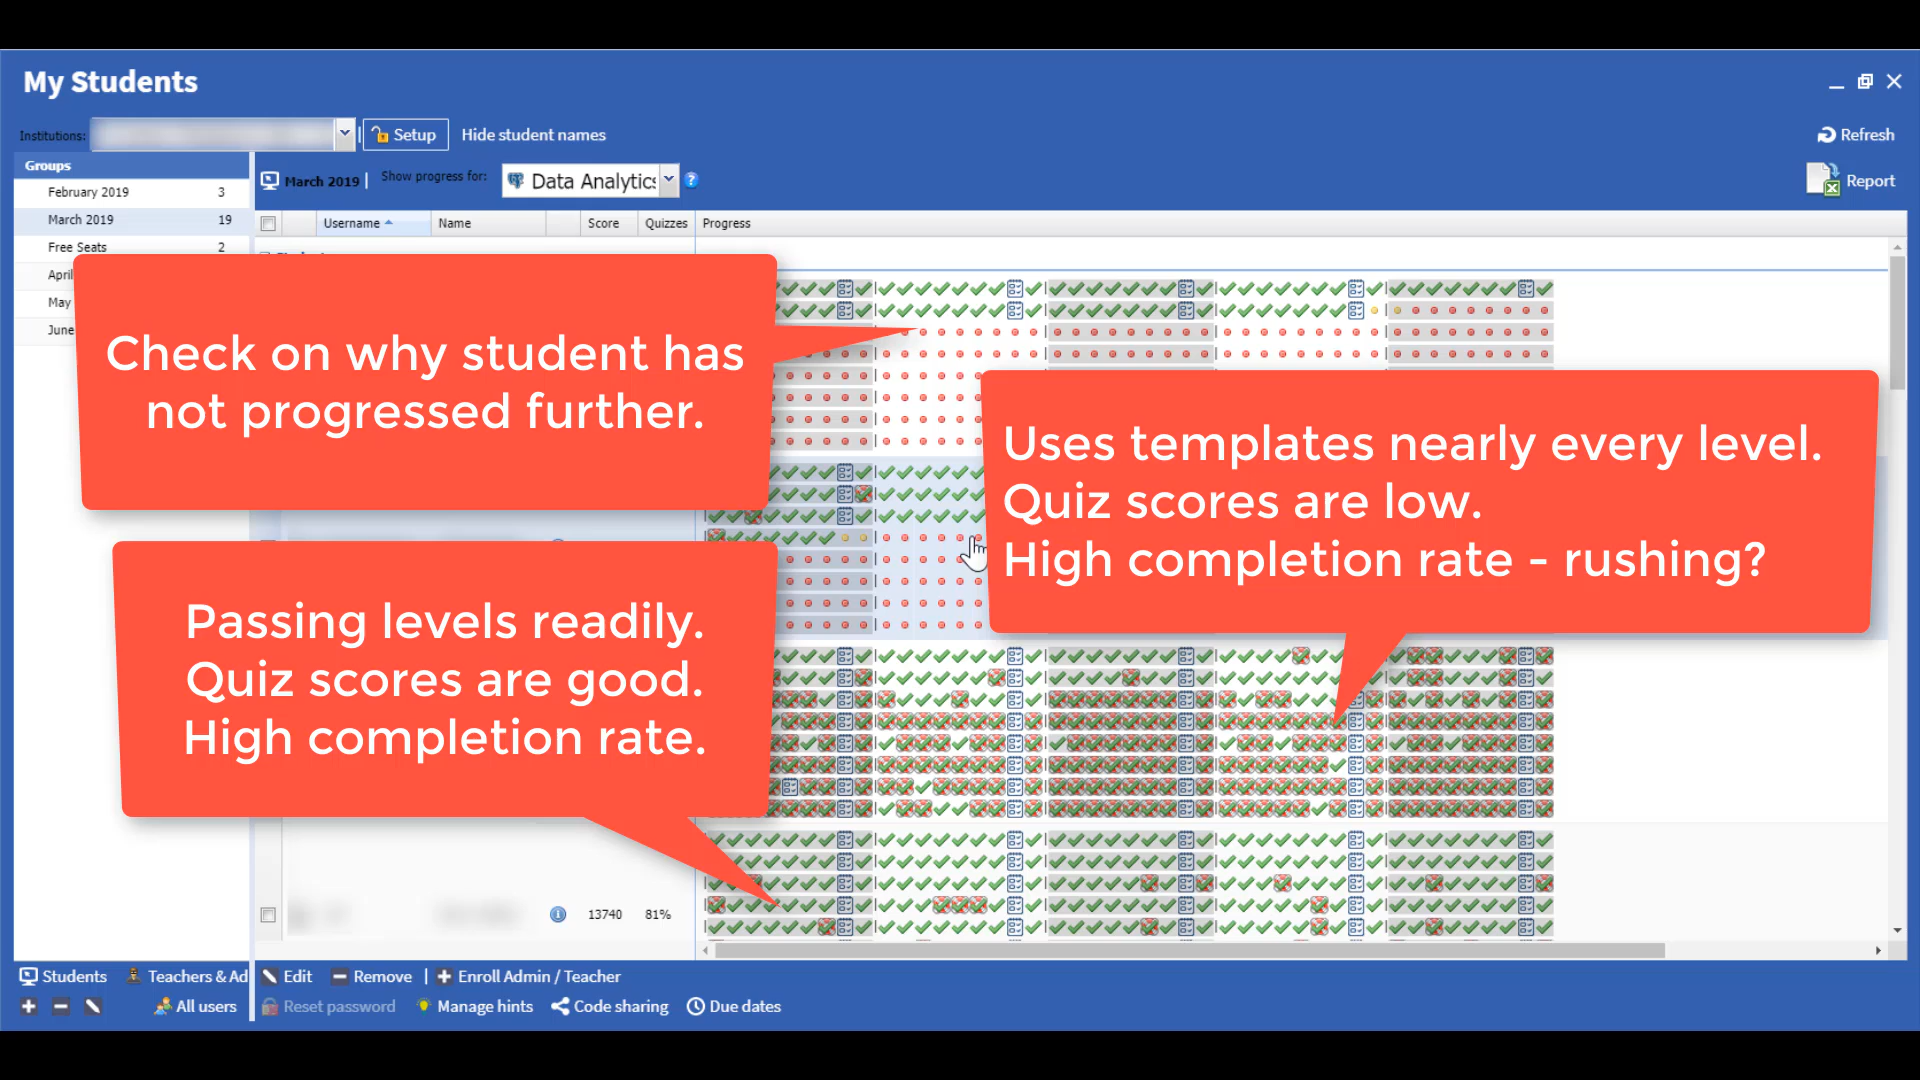 My Students
Institutions:
Setup
Hide student names
Refresh
Groups
February 2019 3
March 2019 19
Free Seats 2
April
May
June
March 2019
Show progress for:
Data Analytics
Report
Username
Name
Score
Quizzes
Progress
Check on why student has
not progressed further.
Uses templates nearly every level.
Quiz scores are low.
High completion rate - rushing?
Passing levels readily.
Quiz scores are good.
High completion rate.
13740 81%
Students
Teachers & Ad
Edit
Remove
Enroll Admin / Teacher
All users
Reset password
Manage hints
Code sharing
Due dates